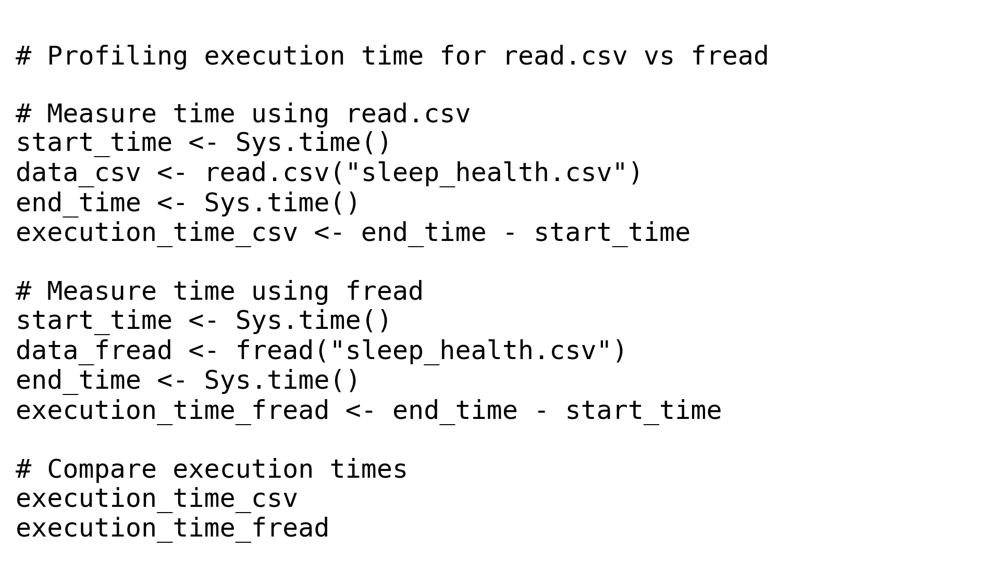 # Profiling execution time for read.csv vs fread
# Measure time using read.csv
start_time <- Sys.time()
data_csv <- read.csv("sleep_health.csv")
end_time <- Sys.time()
execution_time_csv <- end_time - start_time
# Measure time using fread
start_time <- Sys.time()
data_fread <- fread("sleep_health.csv")
end_time <- Sys.time()
execution_time_fread <- end_time - start_time
# Compare execution times
execution_time_csv
execution_time_fread